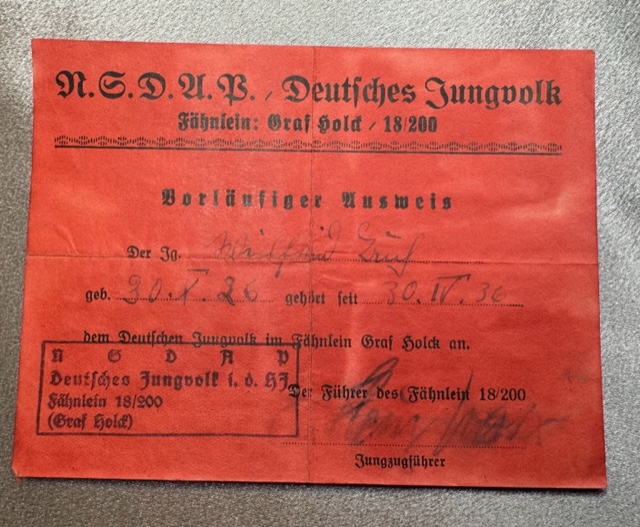 N.S.D.A.P. / Deutsches Jungvolk
Fähnlein: Graf Holck / 18/200
Vorläufiger Ausweis
Der Jg. Wilfried
geb. 30.X.26 gehört seit 30.IV.36
dem Deutschen Jungvolk im Fähnlein Graf Holck an.
N S D A P
Deutsches Jungvolk i. d. HJ
Fähnlein 18/200
(Graf Holck)
Der Führer des Fähnlein 18/200
Jungzugführer